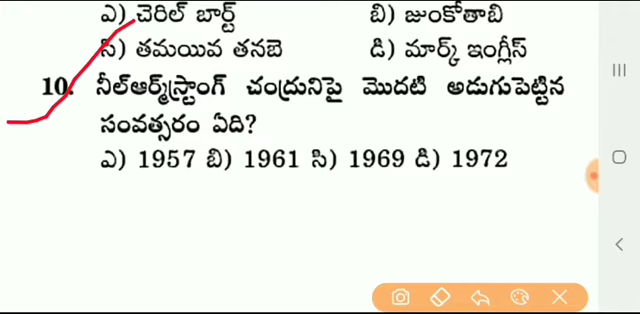 ఎ) చెరిల్ బార్ట్ బి) జుంకోతాబి
సి) తమయివ తనబె డి) మార్క్ ఇంగ్లీస్
10. నీల్ఆర్మ్‌స్ట్రాంగ్ చంద్రునిపై మొదటి అడుగుపెట్టిన
సంవత్సరం ఏది?
ఎ) 1957 బి) 1961 సి) 1969 డి) 1972